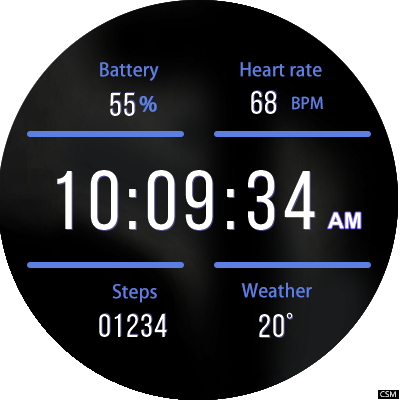 Battery Heart rate
55% 68 BPM
10:09:34 AM
Steps Weather
01234 20°
CSM